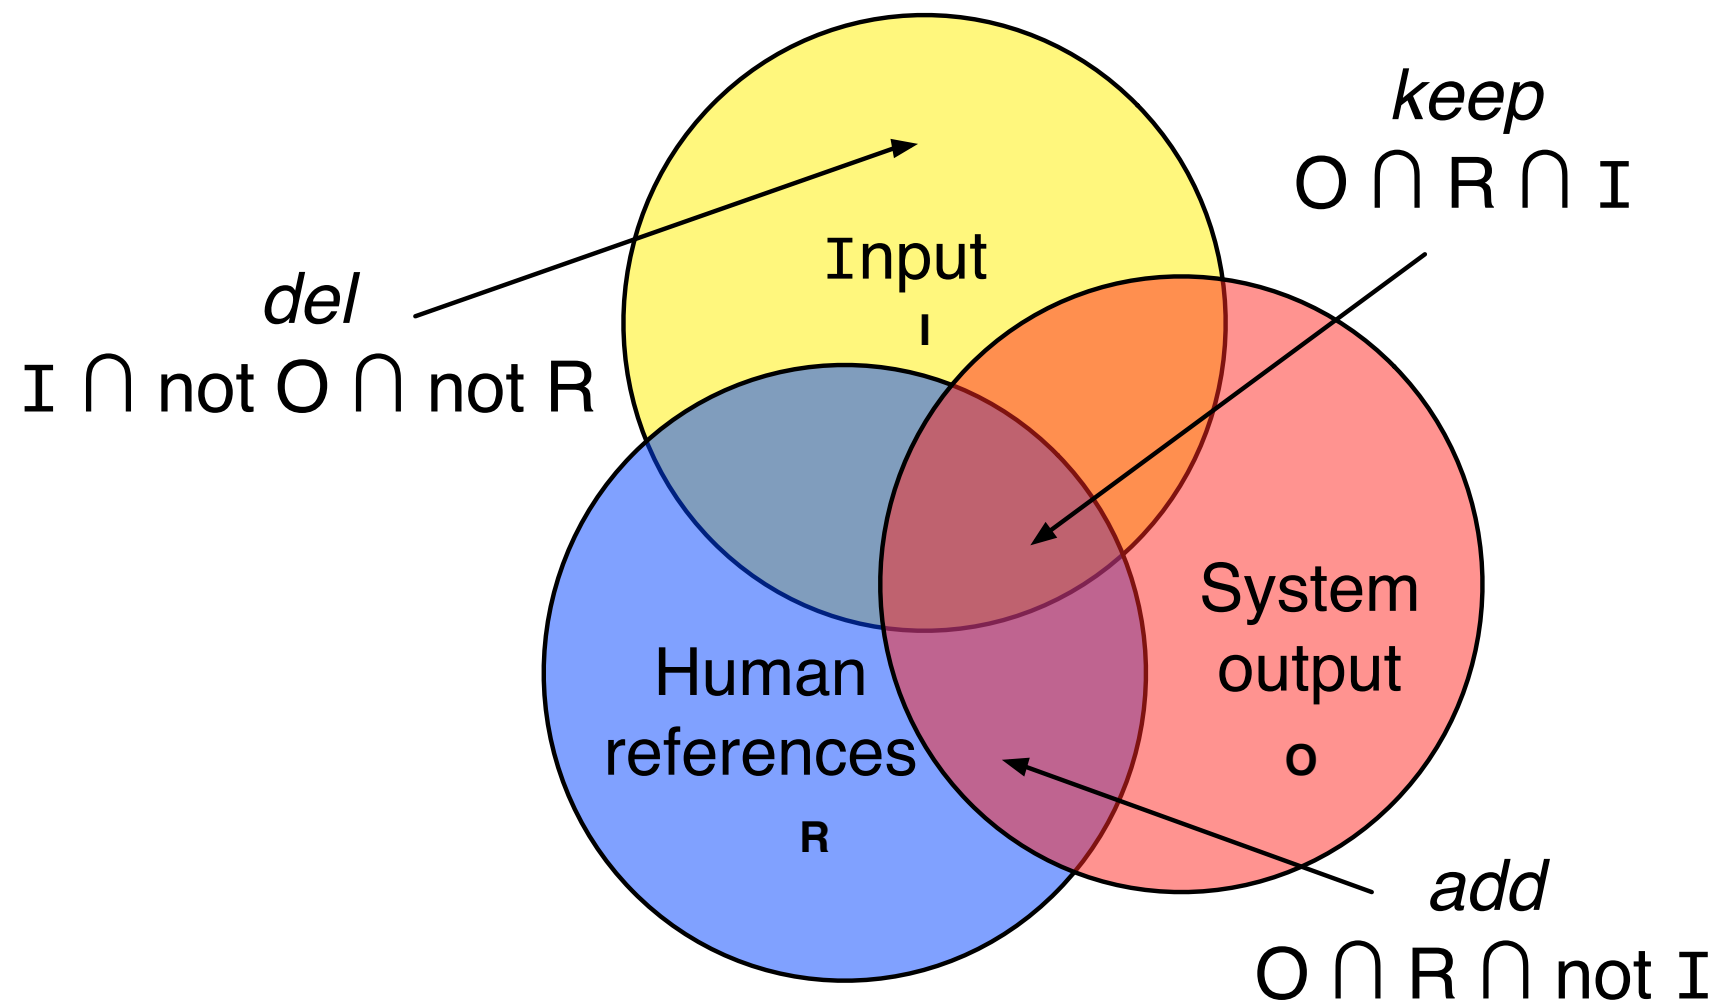 keep
O ∩ R ∩ I
Input
I
del
I ∩ not O ∩ not R
System
output
O
Human
references
R
add
O ∩ R ∩ not I